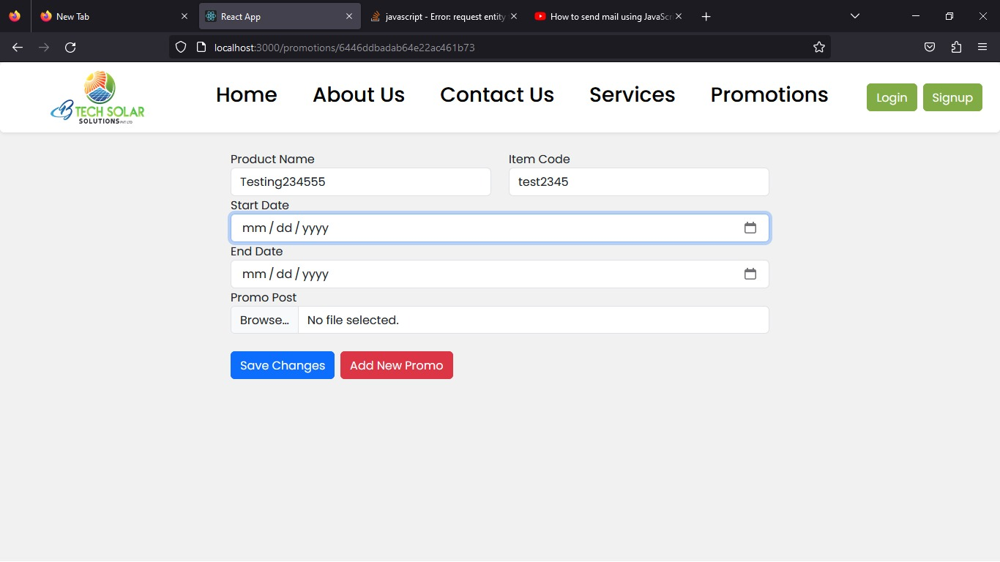 New Tab
React App
javascript - Error: request entity
How to send mail using JavaScri
localhost:3000/promotions/6446ddbadab64e22ac461b73
B TECH SOLAR
SOLUTIONS PVT LTD
Home
About Us
Contact Us
Services
Promotions
Login
Signup
Product Name
Item Code
Testing234555
test2345
Start Date
mm / dd / yyyy
End Date
mm / dd / yyyy
Promo Post
Browse... No file selected.
Save Changes
Add New Promo